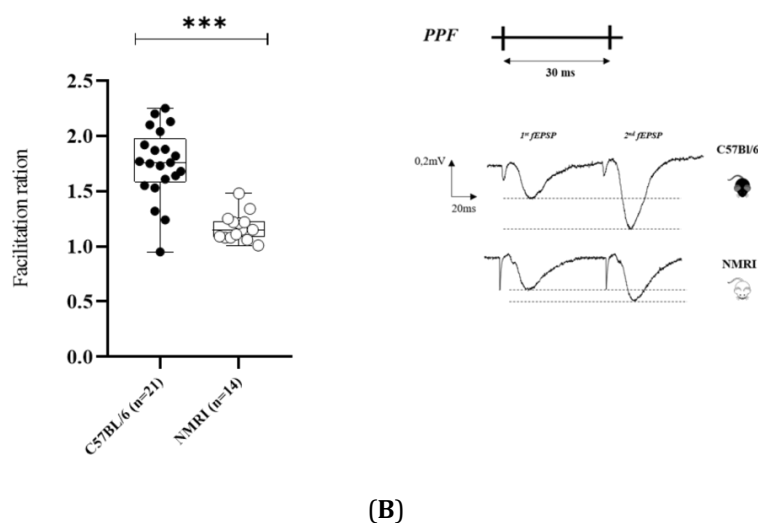 ***
Facilitation ration
2.5
2.0
1.5
1.0
0.5
0.0
C57BL/6 (n=21)
NMRI (n=14)
PPF
30 ms
1st fEPSP
2nd fEPSP
C57Bl/6
0,2mV
20ms
NMRI
(B)